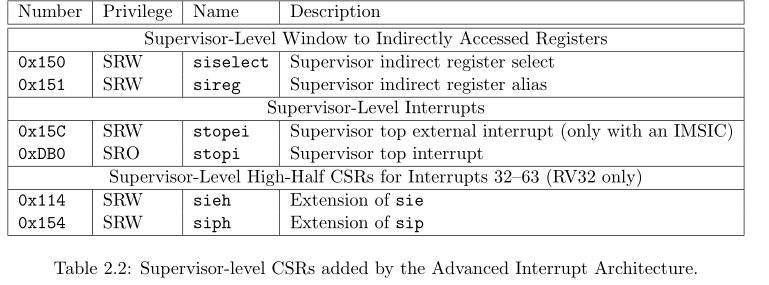 Number Privilege Name Description
Supervisor-Level Window to Indirectly Accessed Registers
0x150 SRW siselect Supervisor indirect register select
0x151 SRW sireg Supervisor indirect register alias
Supervisor-Level Interrupts
0x15C SRW stopei Supervisor top external interrupt (only with an IMSIC)
0xDB0 SRO stopi Supervisor top interrupt
Supervisor-Level High-Half CSRs for Interrupts 32–63 (RV32 only)
0x114 SRW sieh Extension of sie
0x154 SRW siph Extension of sip
Table 2.2: Supervisor-level CSRs added by the Advanced Interrupt Architecture.